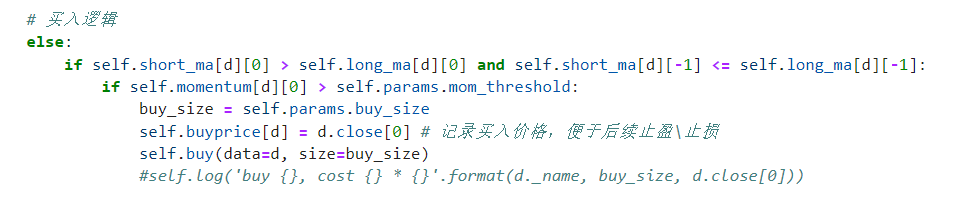 # 买入逻辑
else:
    if self.short_ma[d][0] > self.long_ma[d][0] and self.short_ma[d][-1] <= self.long_ma[d][-1]:
        if self.momentum[d][0] > self.params.mom_threshold:
            buy_size = self.params.buy_size
            self.buyprice[d] = d.close[0] # 记录买入价格，便于后续止盈\止损
            self.buy(data=d, size=buy_size)
            #self.log('buy {}, cost {} * {}'.format(d._name, buy_size, d.close[0]))